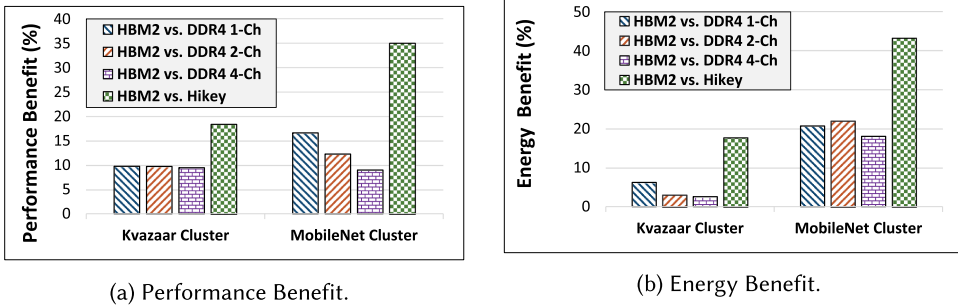 Performance Benefit (%)
40
35
30
25
20
15
10
5
0
HBM2 vs. DDR4 1-Ch
HBM2 vs. DDR4 2-Ch
HBM2 vs. DDR4 4-Ch
HBM2 vs. Hikey
Kvazaar Cluster
MobileNet Cluster
(a) Performance Benefit.
Energy Benefit (%)
50
40
30
20
10
0
HBM2 vs. DDR4 1-Ch
HBM2 vs. DDR4 2-Ch
HBM2 vs. DDR4 4-Ch
HBM2 vs. Hikey
Kvazaar Cluster
MobileNet Cluster
(b) Energy Benefit.